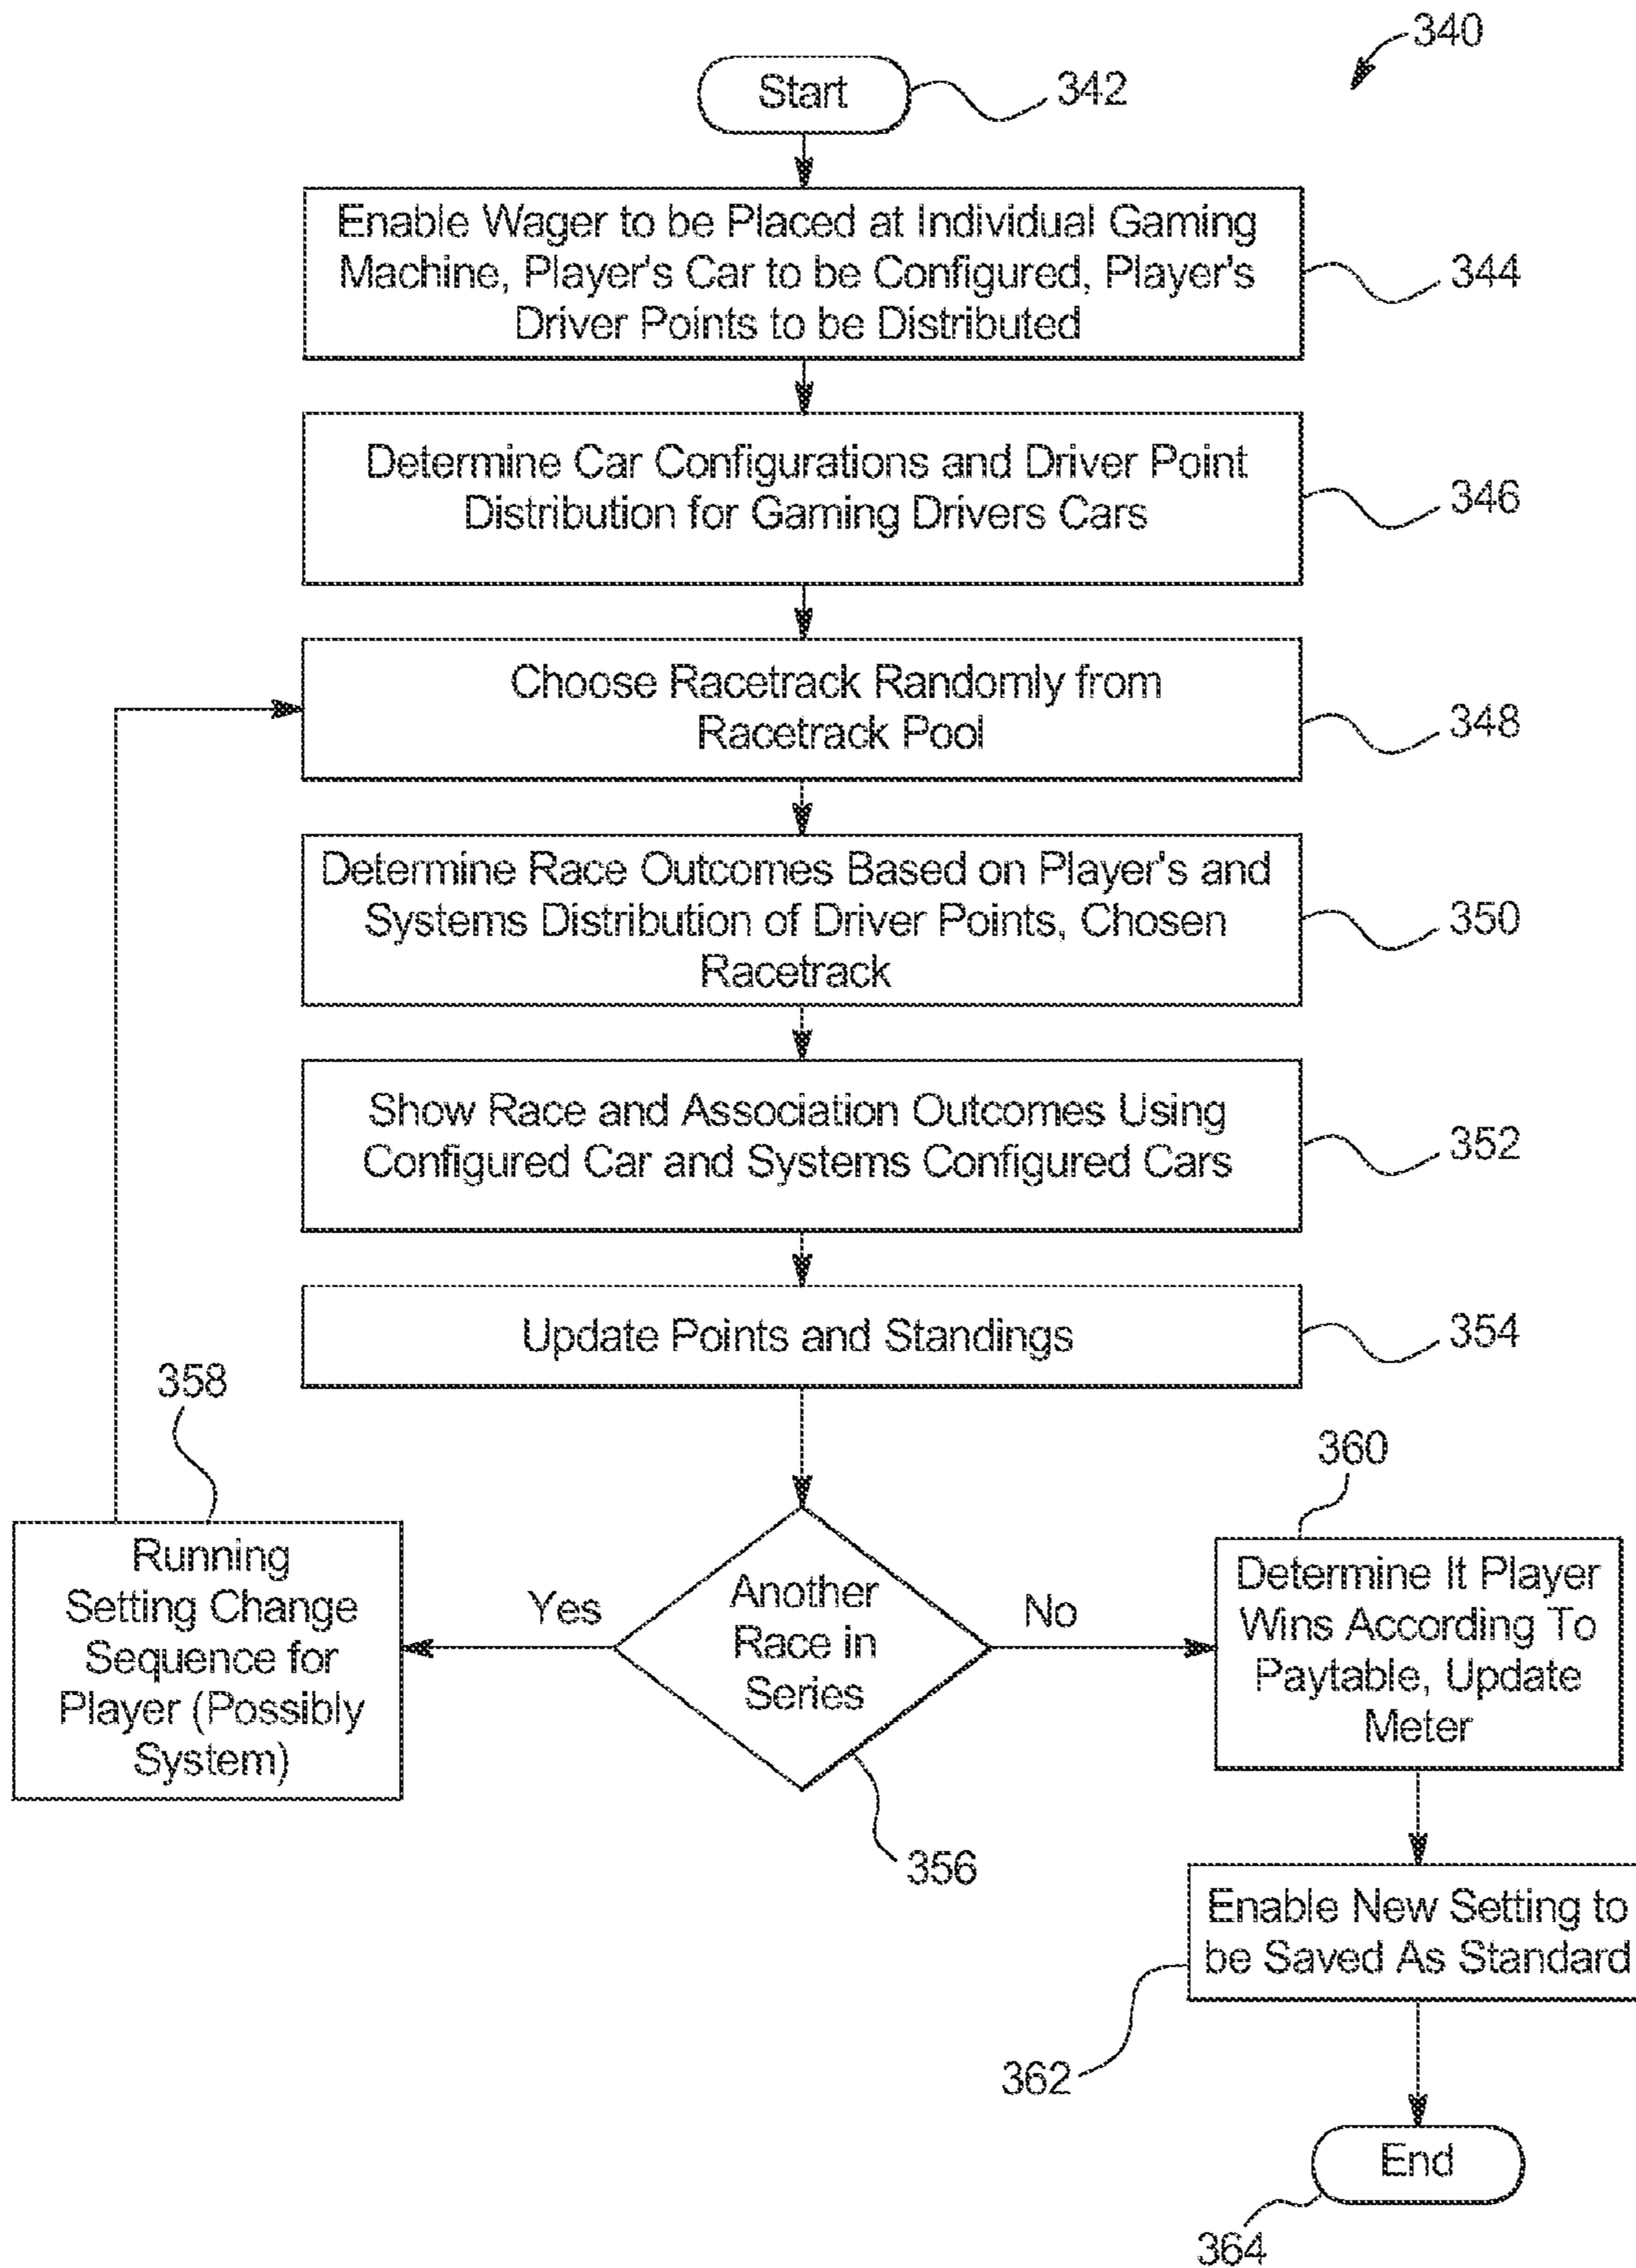 340
Start
342
Enable Wager to be Placed at Individual Gaming
Machine, Player's Car to be Configured, Player's
Driver Points to be Distributed
344
Determine Car Configurations and Driver Point
Distribution for Gaming Drivers Cars
346
Choose Racetrack Randomly from
Racetrack Pool
348
Determine Race Outcomes Based on Player's and
Systems Distribution of Driver Points, Chosen
Racetrack
350
Show Race and Association Outcomes Using
Configured Car and Systems Configured Cars
352
Update Points and Standings
354
358
Running
Setting Change
Sequence for
Player (Possibly
System)
Yes
Another
Race in
Series
No
356
360
Determine It Player
Wins According To
Paytable, Update
Meter
Enable New Setting to
be Saved As Standard
362
End
364